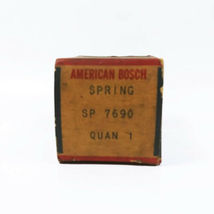 AMERICAN BOSCH
SPRING
SP 7690
QUAN 1